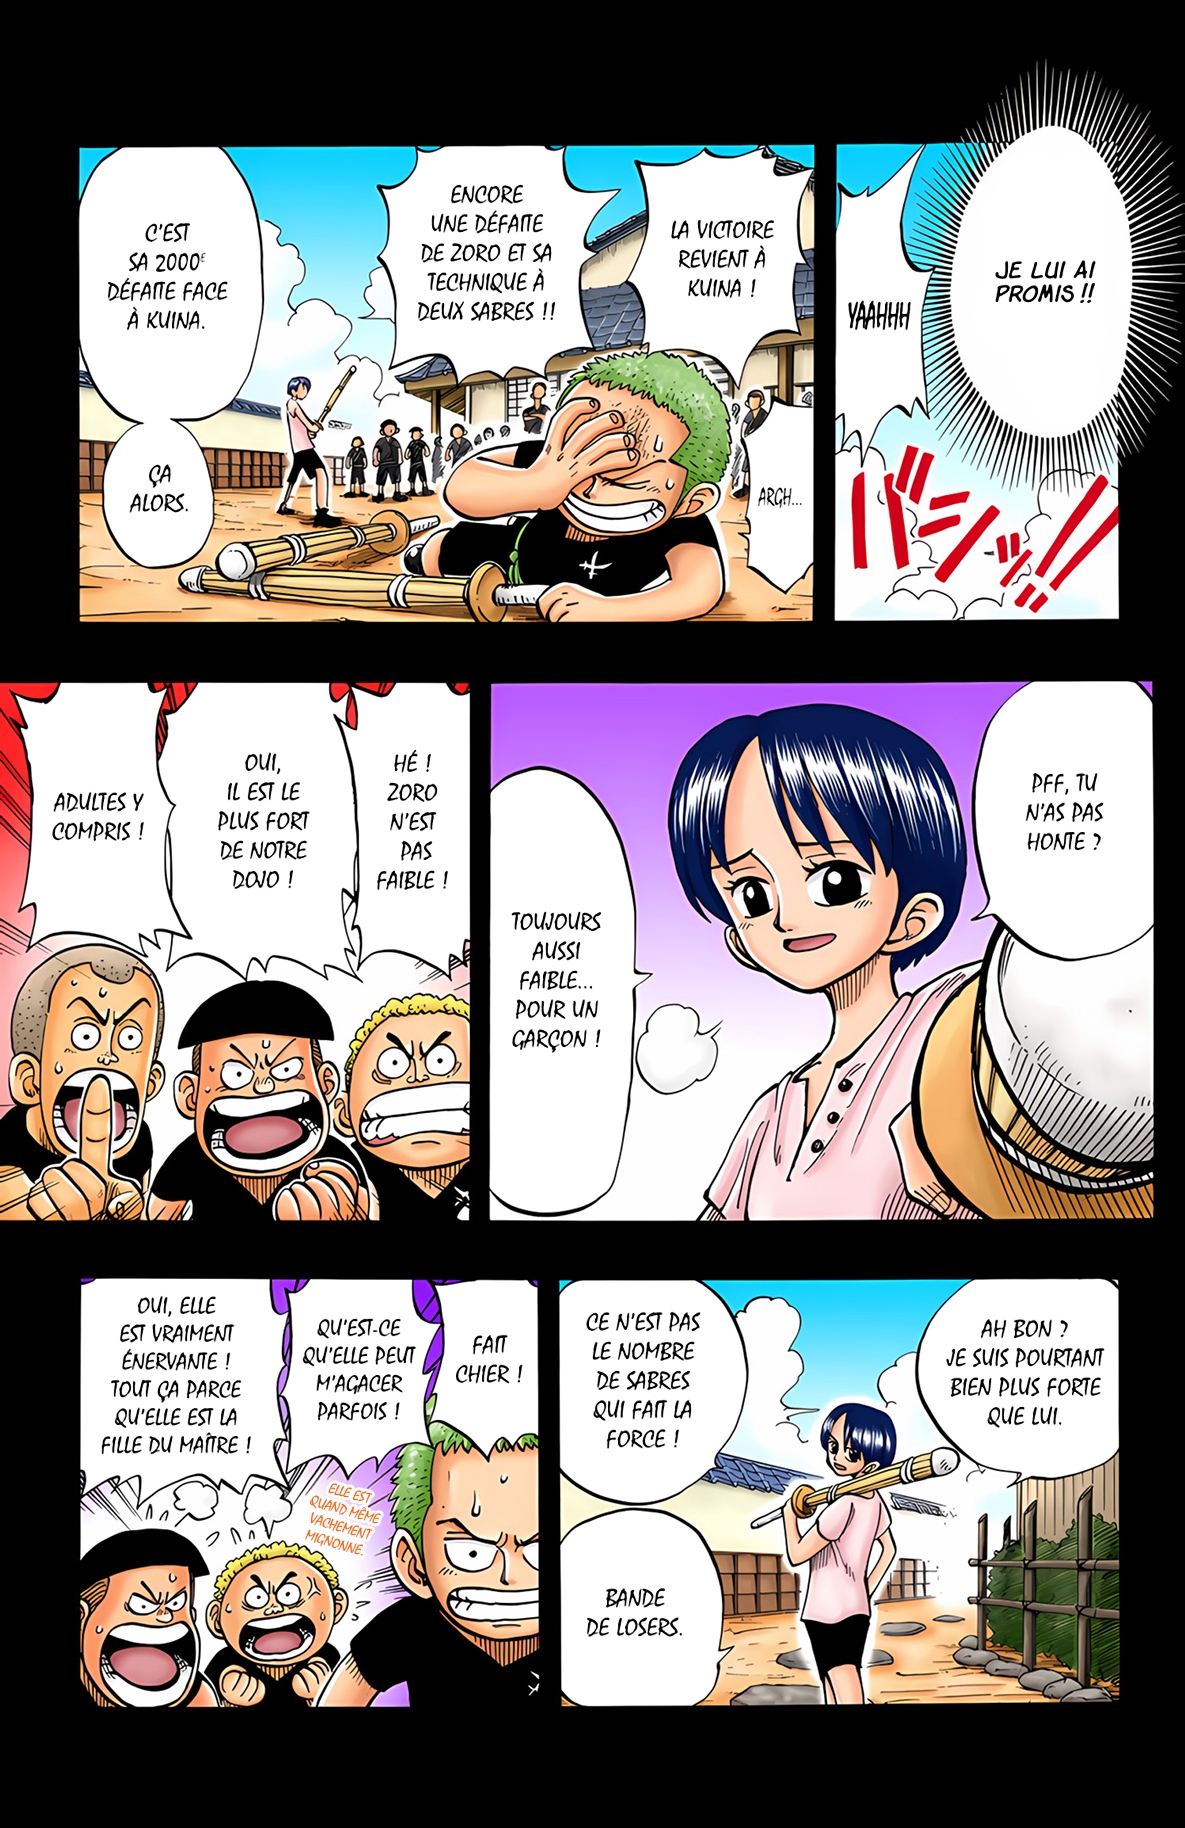 JE LUI AI
PROMIS !!
YAAHHH
バシッ!!
LA VICTOIRE
REVIENT À
KUINA !
ENCORE
UNE DÉFAITE
DE ZORO ET SA
TECHNIQUE À
DEUX SABRES !!
C'EST
SA 2000E
DÉFAITE FACE
À KUINA.
ÇA
ALORS.
ARGH...
PFF, TU
N'AS PAS
HONTE ?
TOUJOURS
AUSSI
FAIBLE...
POUR UN
GARÇON !
HÉ !
ZORO
N'EST
PAS
FAIBLE !
OUI,
IL EST LE
PLUS FORT
DE NOTRE
DOJO !
ADULTES Y
COMPRIS !
AH BON ?
JE SUIS POURTANT
BIEN PLUS FORTE
QUE LUI.
CE N'EST PAS
LE NOMBRE
DE SABRES
QUI FAIT LA
FORCE !
BANDE
DE LOSERS.
FAIT
CHIER !
QU'EST-CE
QU'ELLE PEUT
M'AGACER
PARFOIS !
OUI, ELLE
EST VRAIMENT
ÉNERVANTE !
TOUT ÇA PARCE
QU'ELLE EST LA
FILLE DU MAÎTRE !
ELLE EST
QUAND MÊME
VACHEMENT
MIGNONNE.